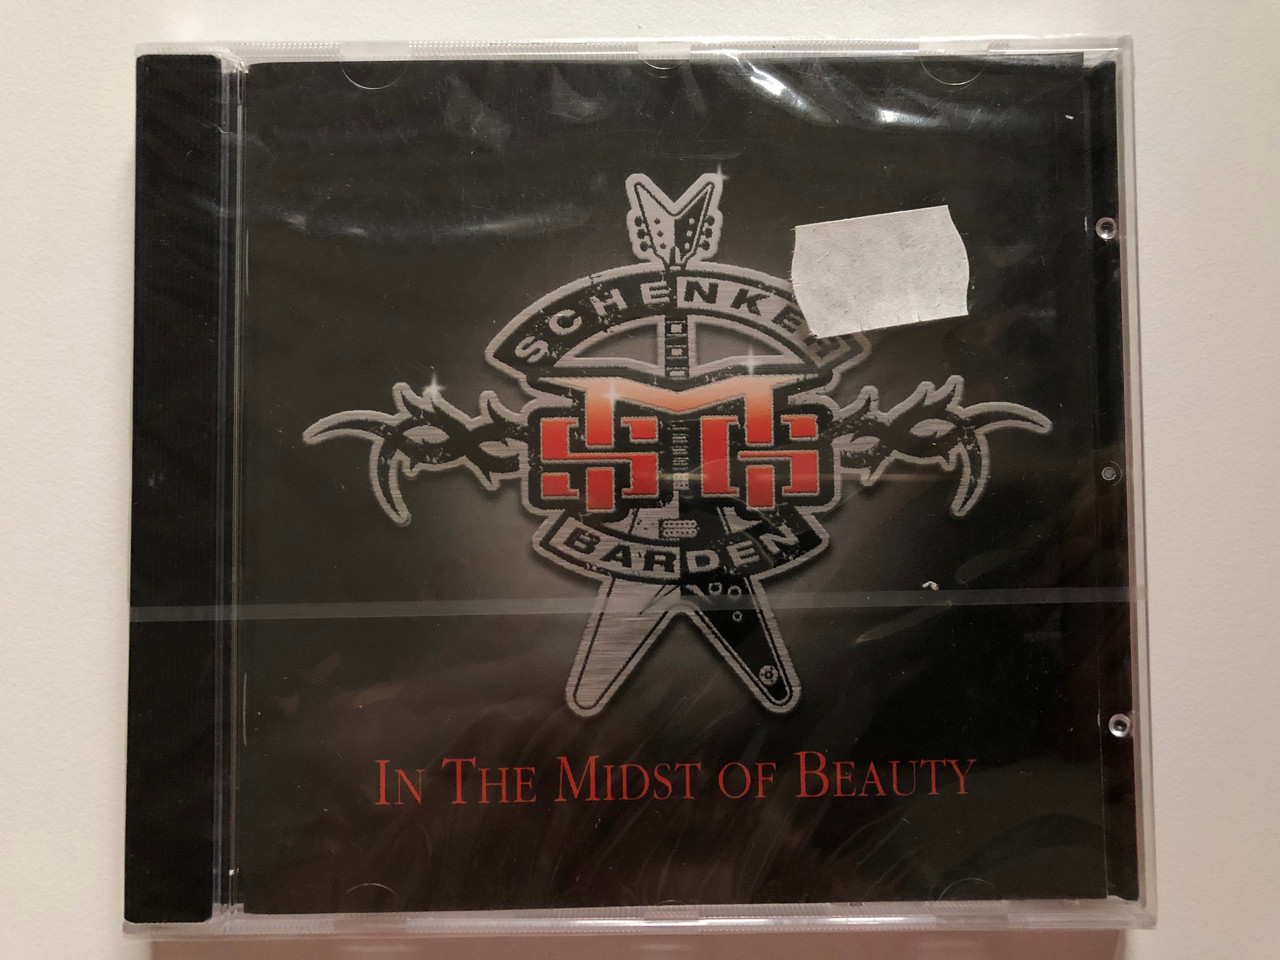 SCHENKER
MSG
BARDEN
IN THE MIDST OF BEAUTY